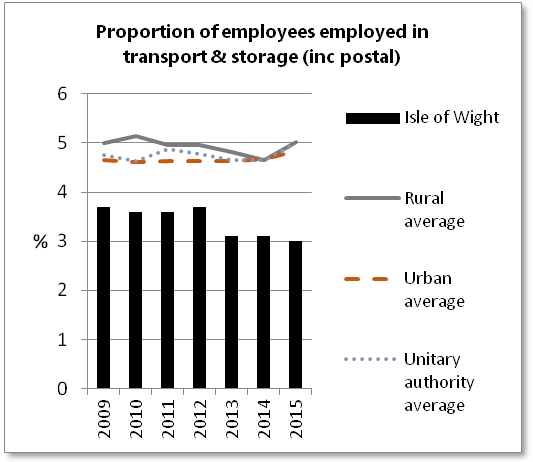 Proportion of employees employed in
transport & storage (inc postal)
6
5
4
3
2
1
0
%
2009
2010
2011
2012
2013
2014
2015
Isle of Wight
Rural
average
Urban
average
Unitary
authority
average